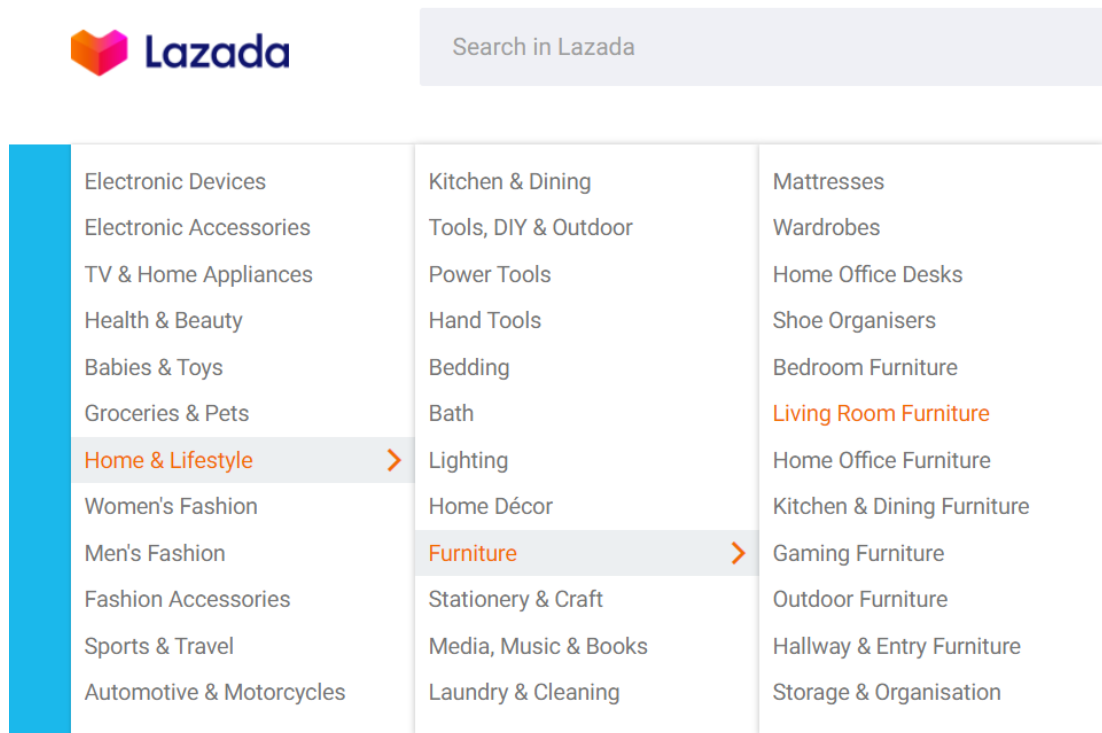 Lazada
Search in Lazada
Electronic Devices
Electronic Accessories
TV & Home Appliances
Health & Beauty
Babies & Toys
Groceries & Pets
Home & Lifestyle
Women's Fashion
Men's Fashion
Fashion Accessories
Sports & Travel
Automotive & Motorcycles
Kitchen & Dining
Tools, DIY & Outdoor
Power Tools
Hand Tools
Bedding
Bath
Lighting
Home Décor
Furniture
Stationery & Craft
Media, Music & Books
Laundry & Cleaning
Mattresses
Wardrobes
Home Office Desks
Shoe Organisers
Bedroom Furniture
Living Room Furniture
Home Office Furniture
Kitchen & Dining Furniture
Gaming Furniture
Outdoor Furniture
Hallway & Entry Furniture
Storage & Organisation